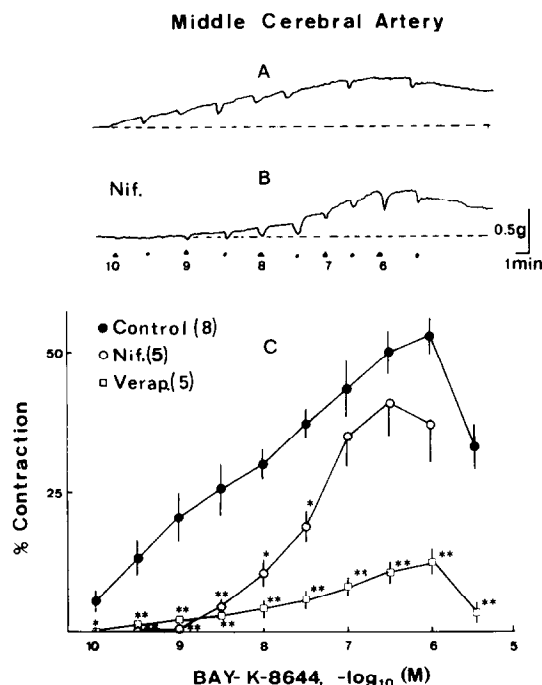 Middle Cerebral Artery
A
Nif.
B
10 9 8 7 6
0.5g
1min
C
Control (8)
Nif.(5)
Verap.(5)
50
25
% Contraction
* ** ** ** ** ** ** ** ** **
** ** ** * *
10 9 8 7 6 5
BAY-K-8644, -log10 (M)